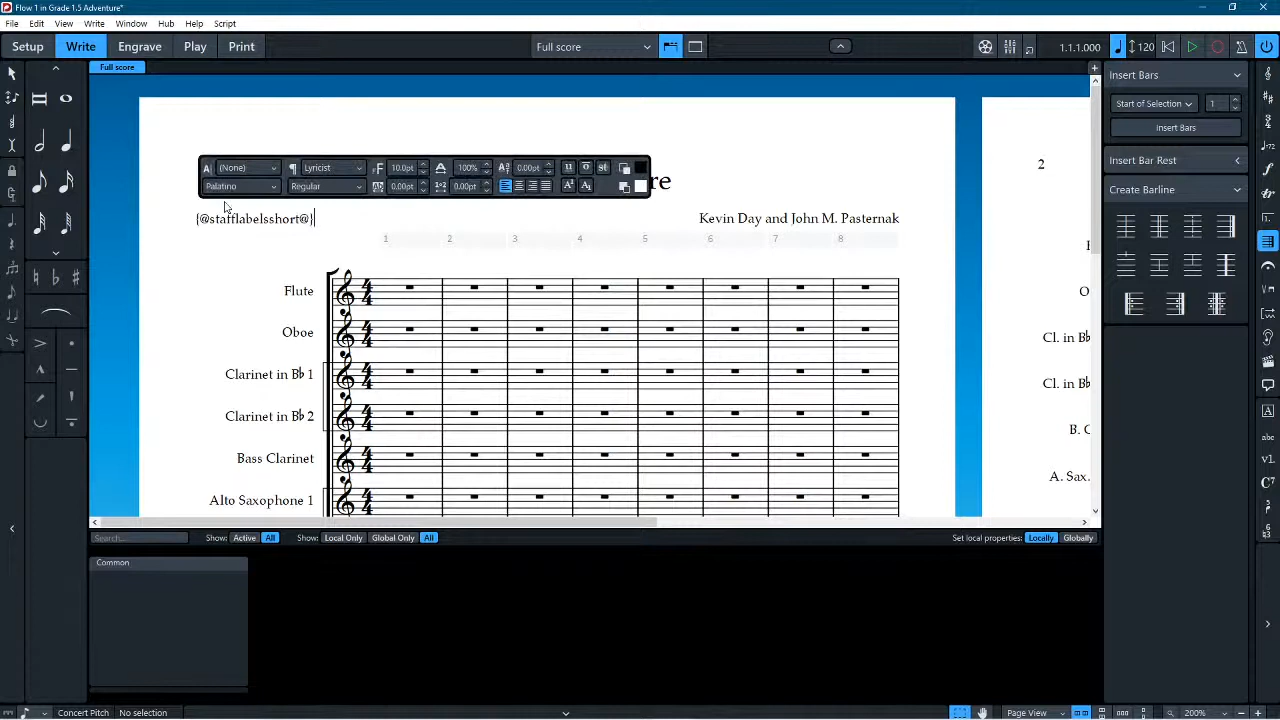 Flow 1 in Grade 1.5 Adventure*
File Edit View Write Window Hub Help Script
Setup Write Engrave Play Print Full score 1.1.1.000 120
Full score
Insert Bars
Start of Selection 1
Insert Bars
Insert Bar Rest
Create Barline
(None) Lyricist 10.0pt 100% 0.00pt u o st
Palatino Regular 0.00pt 0.00pt
re
2
{@stafflabelsshort@}
Kevin Day and John M. Pasternak
1 2 3 4 5 6 7 8
Flute
Oboe
Clarinet in B♭ 1
Clarinet in B♭ 2
Bass Clarinet
Alto Saxophone 1
O
Cl. in B♭
Cl. in B♭
B. C
A. Sax.
Search... Show: Active All Show: Local Only Global Only All Set local properties: Locally Globally
Common
Concert Pitch No selection Page View 200%